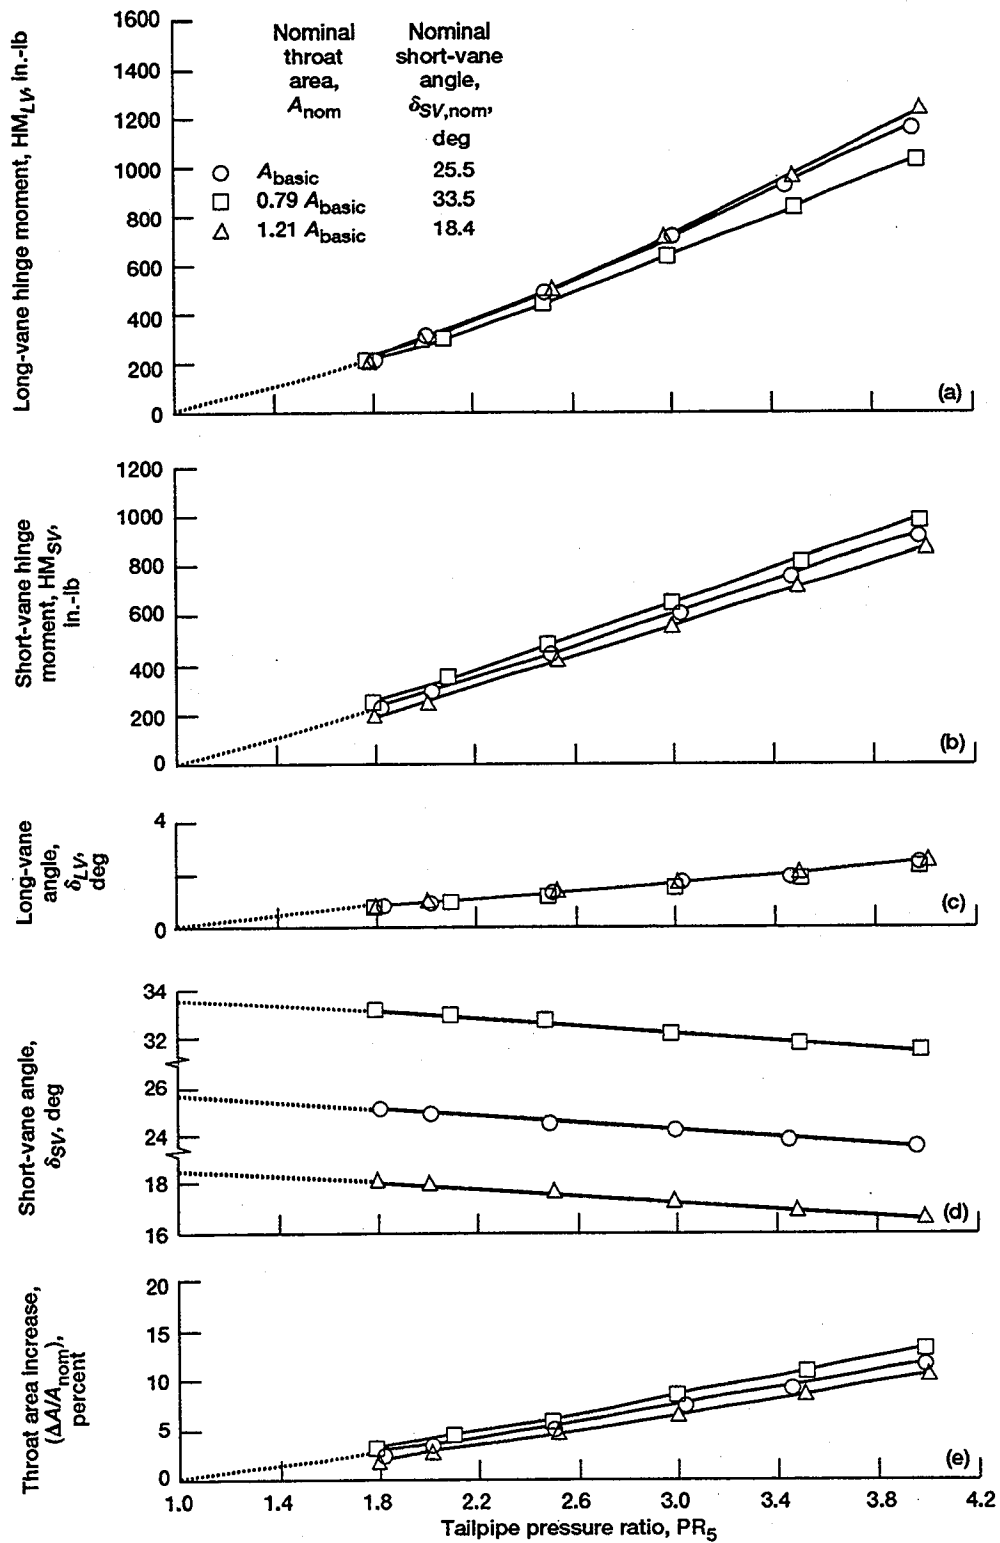 Nominal throat area, A_nom
Nominal short-vane angle, δ_SV,nom, deg
A_basic 25.5
0.79 A_basic 33.5
1.21 A_basic 18.4
Long-vane hinge moment, HM_LV, in.-lb
1600
1400
1200
1000
800
600
400
200
0
(a)
Short-vane hinge
moment, HM_SV,
in.-lb
1200
1000
800
600
400
200
0
(b)
Long-vane
angle,
δ_LV,
deg
4
0
(c)
Short-vane angle,
δ_SV, deg
34
32
26
24
18
16
(d)
Throat area increase,
(ΔA/A_nom),
percent
20
15
10
5
0
(e)
1.0 1.4 1.8 2.2 2.6 3.0 3.4 3.8 4.2
Tailpipe pressure ratio, PR_5